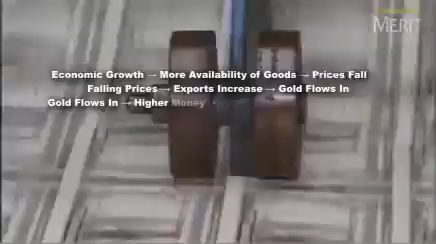 MERIT
Economic Growth → More Availability of Goods → Prices Fall
Falling Prices → Exports Increase → Gold Flows In
Gold Flows In → Higher Money